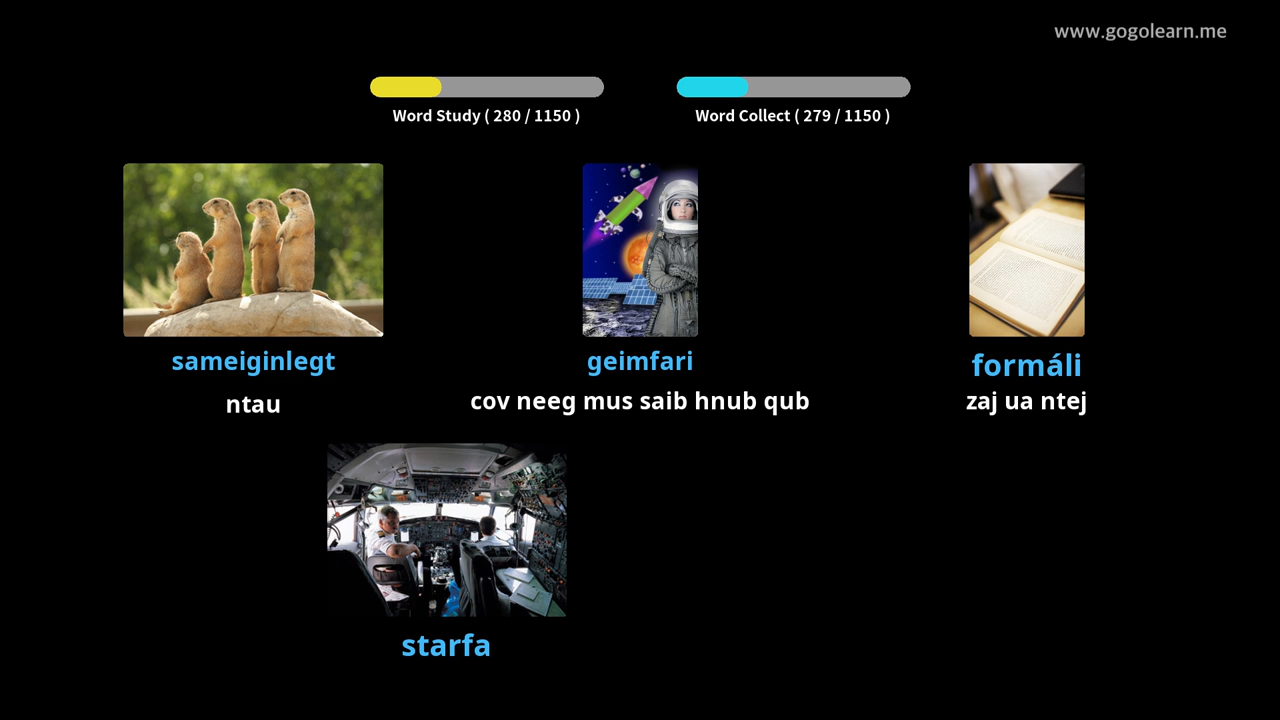 www.gogolearn.me
Word Study ( 280 / 1150 )
Word Collect ( 279 / 1150 )
sameiginlegt
geimfari
formáli
ntau
cov neeg mus saib hnub qub
zaj ua ntej
starfa